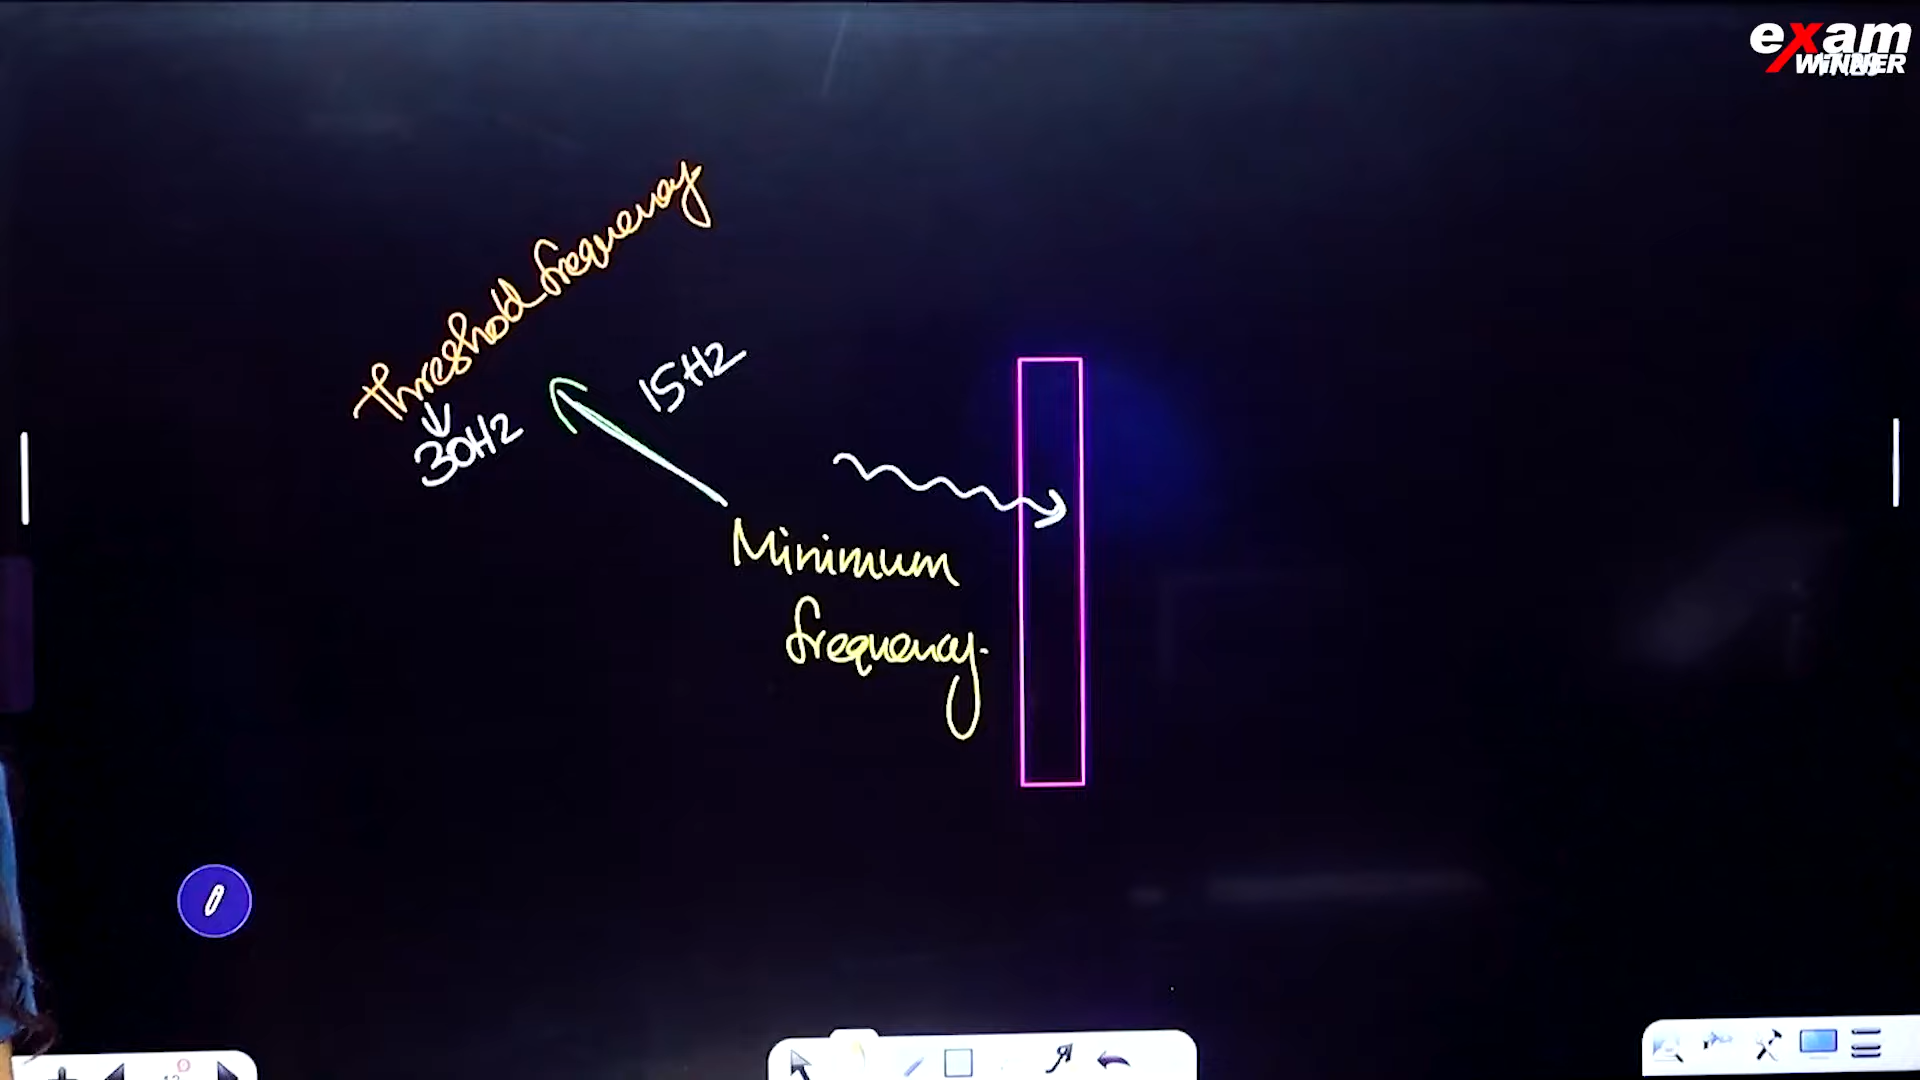 exam
WINNER
Threshold frequency
30Hz
15Hz
Minimum
frequency.